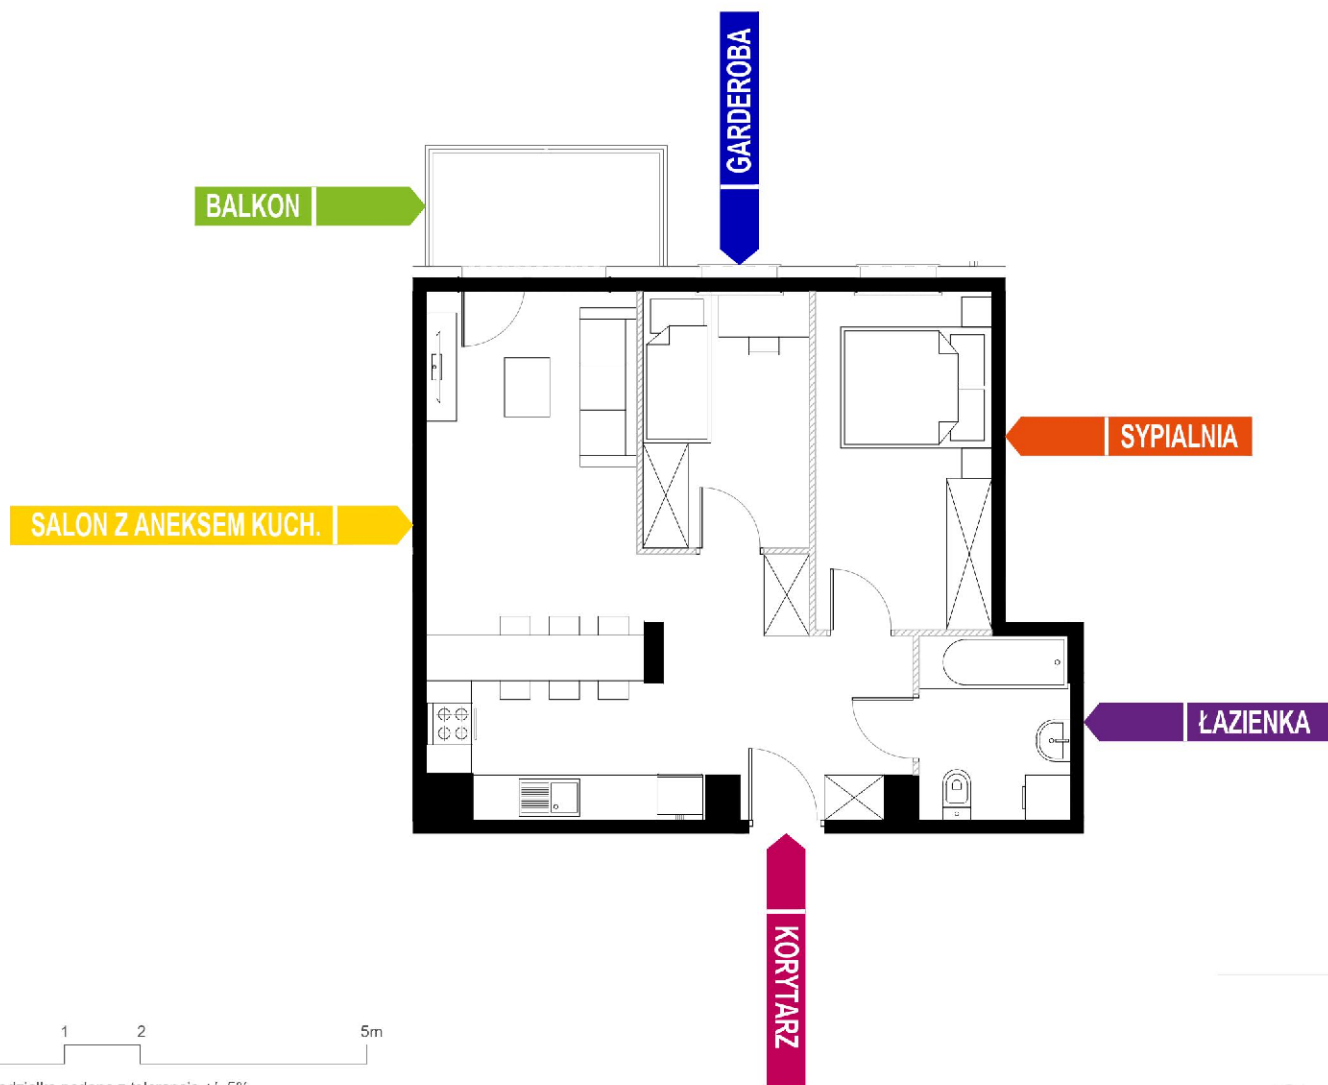 GARDEROBA
BALKON
SYPIALNIA
SALON Z ANEKSEM KUCH.
ŁAZIENKA
KORYTARZ
1 2 5m